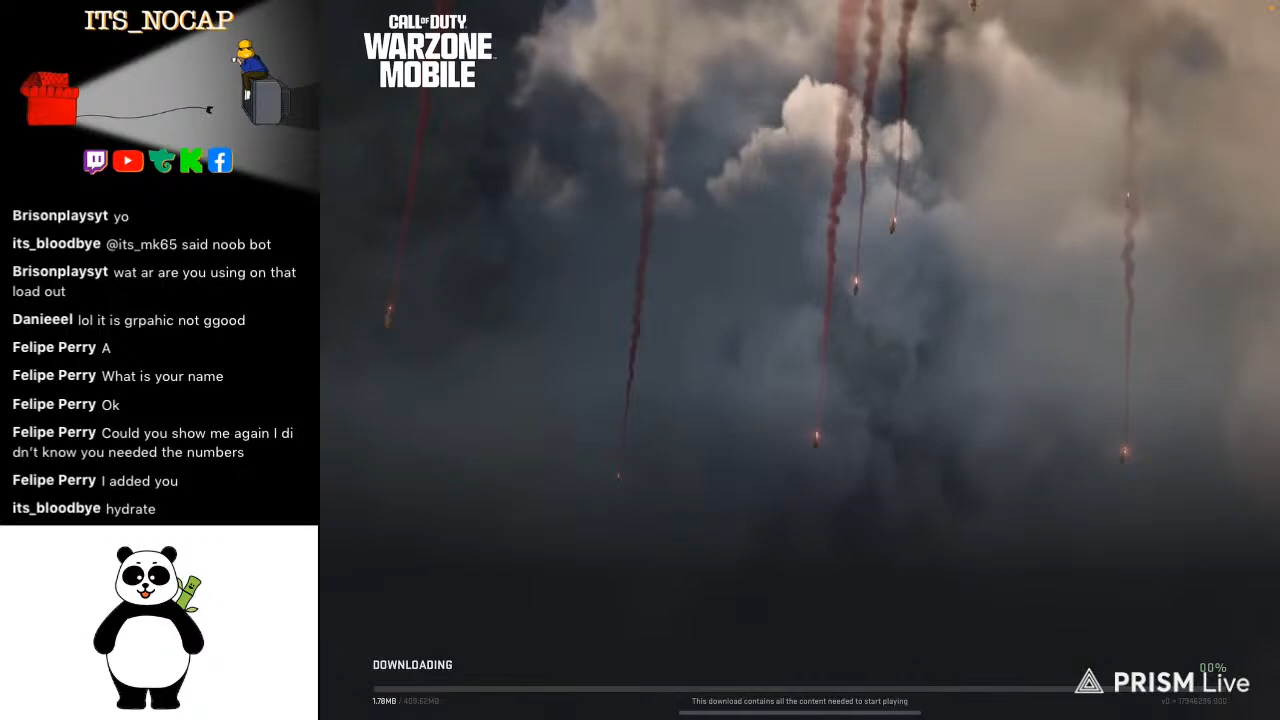 ITS_NOCAP
Brisonplaysyt yo
its_bloodbye @its_mk65 said noob bot
Brisonplaysyt wat ar are you using on that
load out
Danieeel lol it is grpahic not ggood
Felipe Perry A
Felipe Perry What is your name
Felipe Perry Ok
Felipe Perry Could you show me again I di
dn't know you needed the numbers
Felipe Perry I added you
its_bloodbye hydrate
CALL OF DUTY
WARZONE
MOBILE
DOWNLOADING
00%
1.78MB / 409.62MB
This download contains all the content needed to start playing
PRISM Live